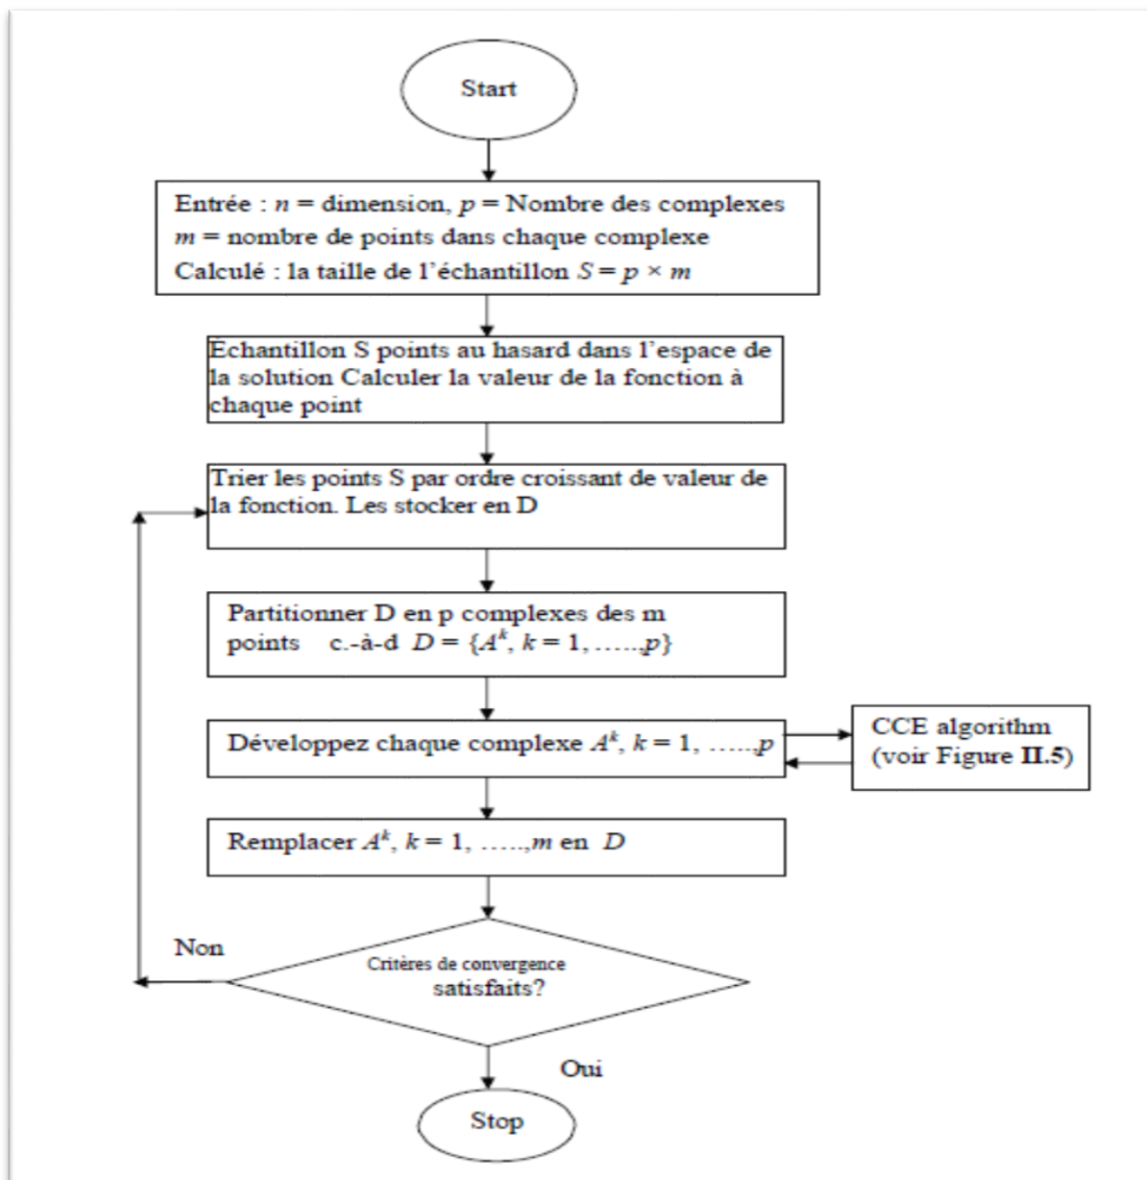 Start
Entrée : n = dimension, p = Nombre des complexes
m = nombre de points dans chaque complexe
Calculé : la taille de l'échantillon S = p × m
Echantillon S points au hasard dans l'espace de
la solution Calculer la valeur de la fonction à
chaque point
Trier les points S par ordre croissant de valeur de
la fonction. Les stocker en D
Partitionner D en p complexes des m
points c.-à-d D = {Aᵏ, k = 1, ……,p}
Développez chaque complexe Aᵏ, k = 1, ……,p
CCE algorithm
(voir Figure II.5)
Remplacer Aᵏ, k = 1, ……,m en D
Non
Critères de convergence
satisfaits?
Oui
Stop